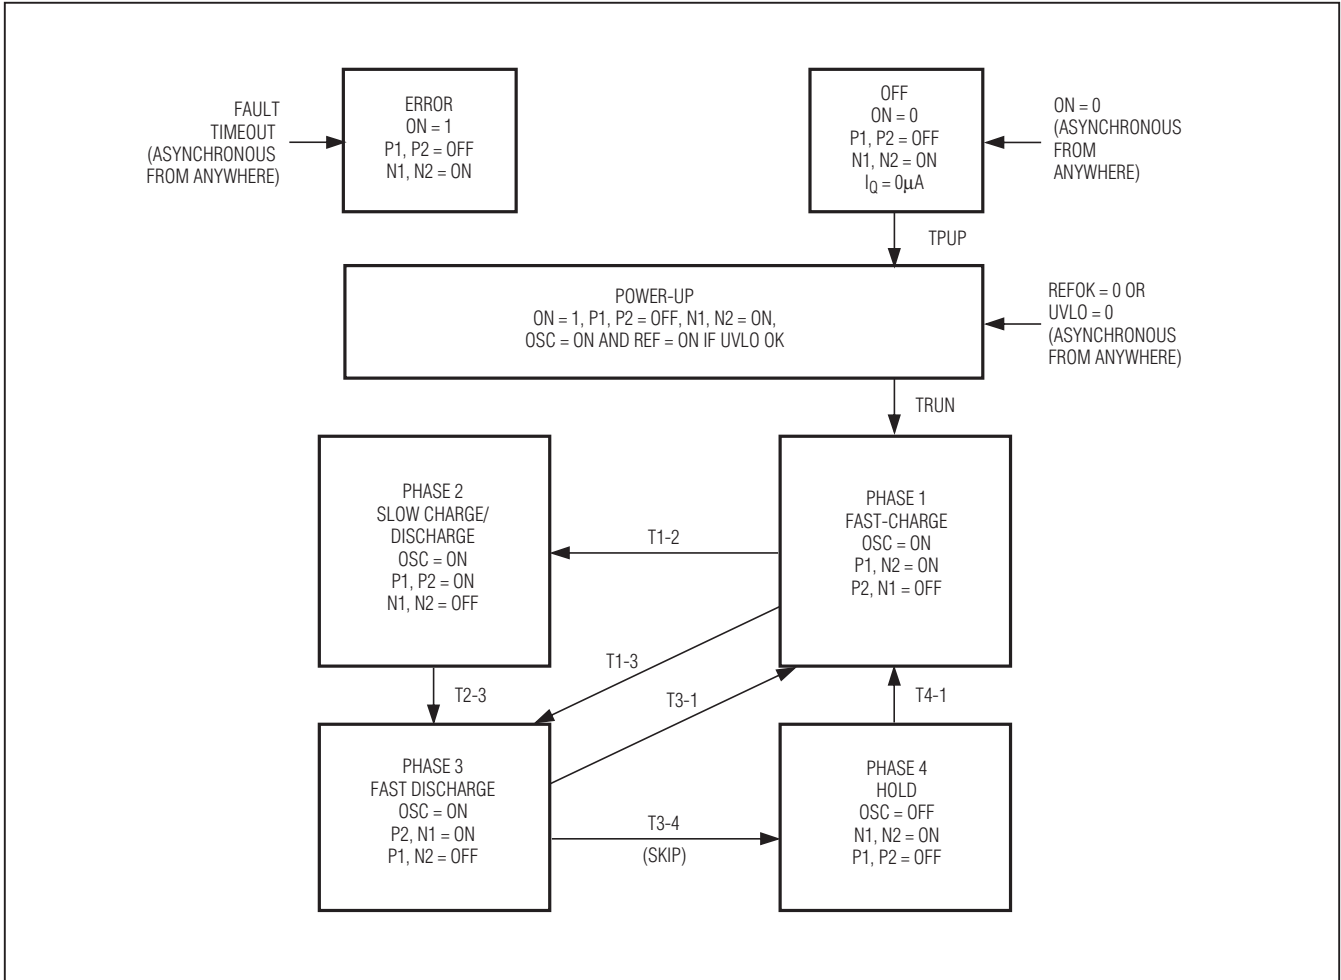 FAULT
TIMEOUT
(ASYNCHRONOUS
FROM ANYWHERE)
ERROR
ON = 1
P1, P2 = OFF
N1, N2 = ON
OFF
ON = 0
P1, P2 = OFF
N1, N2 = ON
IQ = 0μA
ON = 0
(ASYNCHRONOUS
FROM
ANYWHERE)
TPUP
POWER-UP
ON = 1, P1, P2 = OFF, N1, N2 = ON,
OSC = ON AND REF = ON IF UVLO OK
REFOK = 0 OR
UVLO = 0
(ASYNCHRONOUS
FROM ANYWHERE)
TRUN
PHASE 2
SLOW CHARGE/
DISCHARGE
OSC = ON
P1, P2 = ON
N1, N2 = OFF
T1-2
PHASE 1
FAST-CHARGE
OSC = ON
P1, N2 = ON
P2, N1 = OFF
T1-3
T3-1
T2-3
T4-1
PHASE 3
FAST DISCHARGE
OSC = ON
P2, N1 = ON
P1, N2 = OFF
T3-4
(SKIP)
PHASE 4
HOLD
OSC = OFF
N1, N2 = ON
P1, P2 = OFF